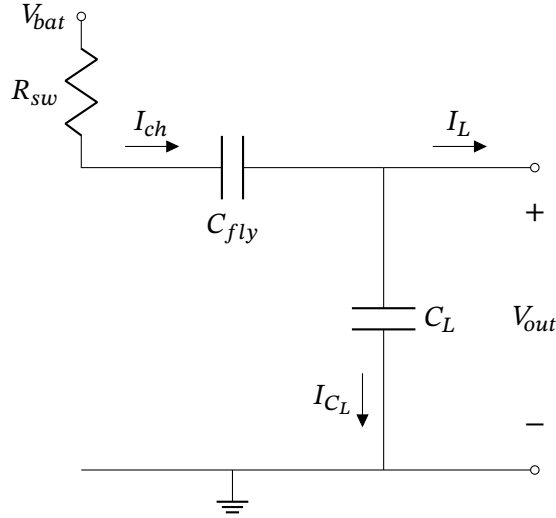 V_bat
R_sw
I_ch
I_L
C_fly
+
C_L
V_out
I_C_L
−